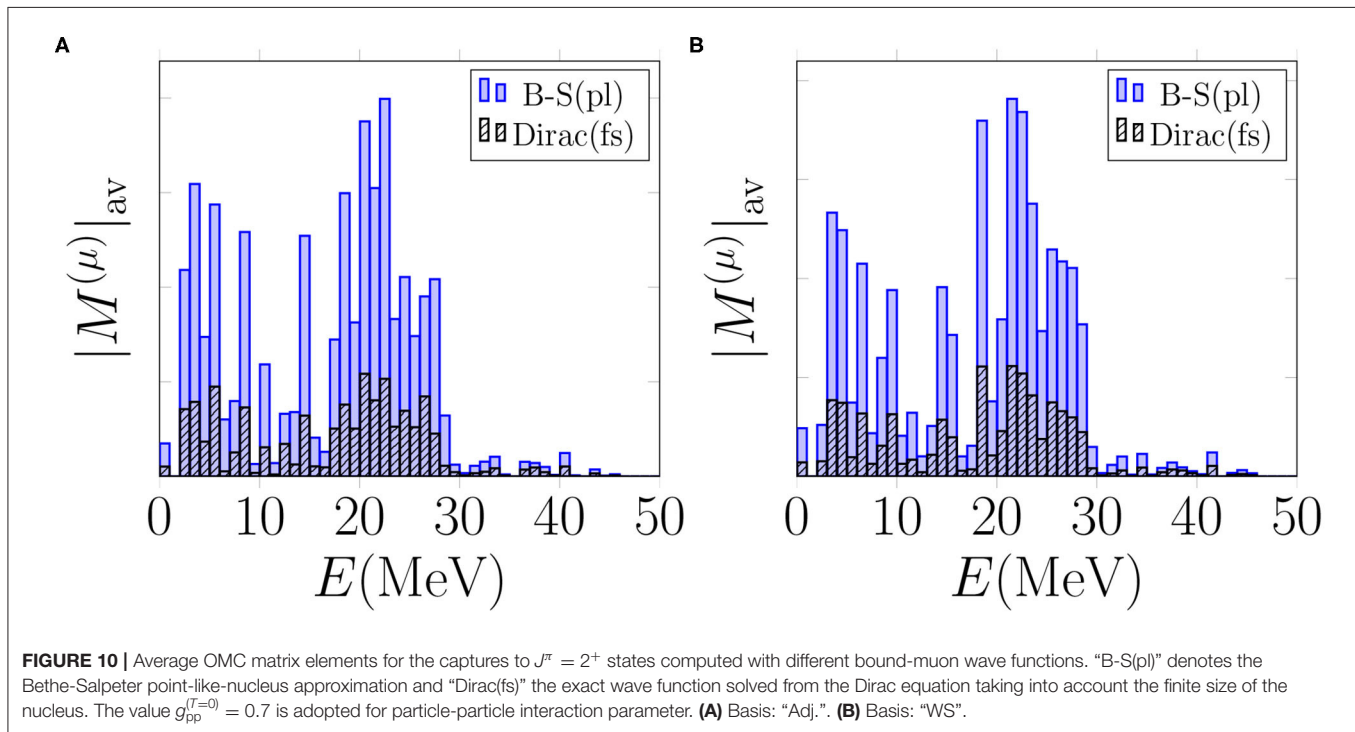 A
B-S(pl)
Dirac(fs)
|M^(μ)|_av
0 10 20 30 40 50
E(MeV)
B
B-S(pl)
Dirac(fs)
|M^(μ)|_av
0 10 20 30 40 50
E(MeV)
FIGURE 10 | Average OMC matrix elements for the captures to J^π = 2^+ states computed with different bound-muon wave functions. “B-S(pl)” denotes the
Bethe-Salpeter point-like-nucleus approximation and “Dirac(fs)” the exact wave function solved from the Dirac equation taking into account the finite size of the
nucleus. The value g_pp^(T=0) = 0.7 is adopted for particle-particle interaction parameter. (A) Basis: “Adj.”. (B) Basis: “WS”.